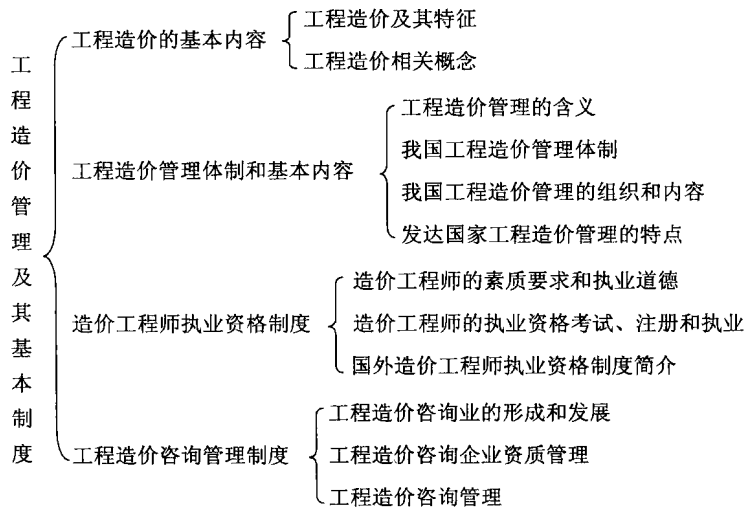 工程造价管理及其基本制度
工程造价的基本内容
工程造价及其特征
工程造价相关概念
工程造价管理体制和基本内容
工程造价管理的含义
我国工程造价管理体制
我国工程造价管理的组织和内容
发达国家工程造价管理的特点
造价工程师执业资格制度
造价工程师的素质要求和执业道德
造价工程师的执业资格考试、注册和执业
国外造价工程师执业资格制度简介
工程造价咨询管理制度
工程造价咨询业的形成和发展
工程造价咨询企业资质管理
工程造价咨询管理